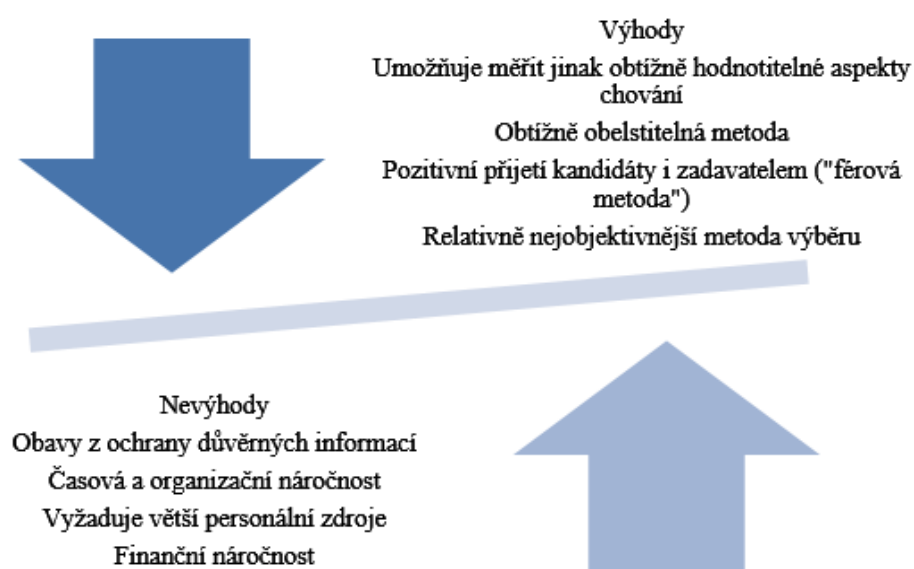 Výhody
Umožňuje měřit jinak obtížně hodnotitelné aspekty
chování
Obtížně obelstitelná metoda
Pozitivní přijetí kandidáty i zadavatelem ("férová
metoda")
Relativně nejobjektivnější metoda výběru
Nevýhody
Obavy z ochrany důvěrných informací
Časová a organizační náročnost
Vyžaduje větší personální zdroje
Finanční náročnost